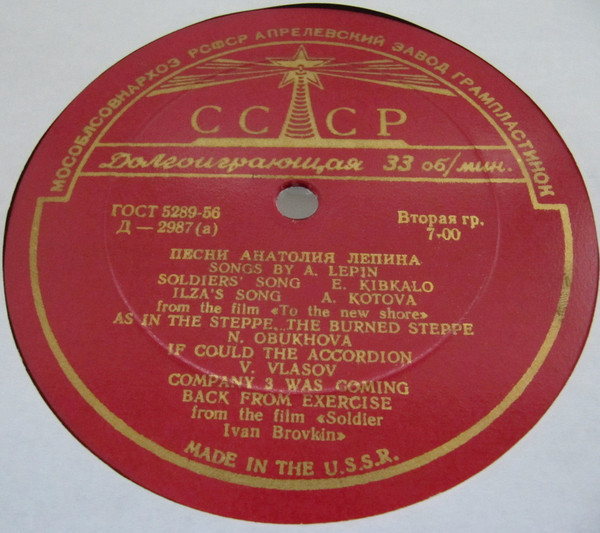 МОСОБЛСОВНАРХОЗ РСФСР АПРЕЛЕВСКИЙ ЗАВОД ГРАМПЛАСТИНОК
СССР
Долгоиграющая 33 об/мин.
ГОСТ 5289-56
Д — 2987(а)
Вторая гр.
7-00
ПЕСНИ АНАТОЛИЯ ЛЕПИНА
SONGS BY A. LEPIN
SOLDIERS' SONG E. KIBKALO
ILZA'S SONG A. KOTOVA
from the film «To the new shore»
AS IN THE STEPPE, THE BURNED STEPPE
N. OBUKHOVA
IF COULD THE ACCORDION
V. VLASOV
COMPANY 3 WAS COMING
BACK FROM EXERCISE
from the film «Soldier
Ivan Brovkin»
MADE IN THE U.S.S.R.